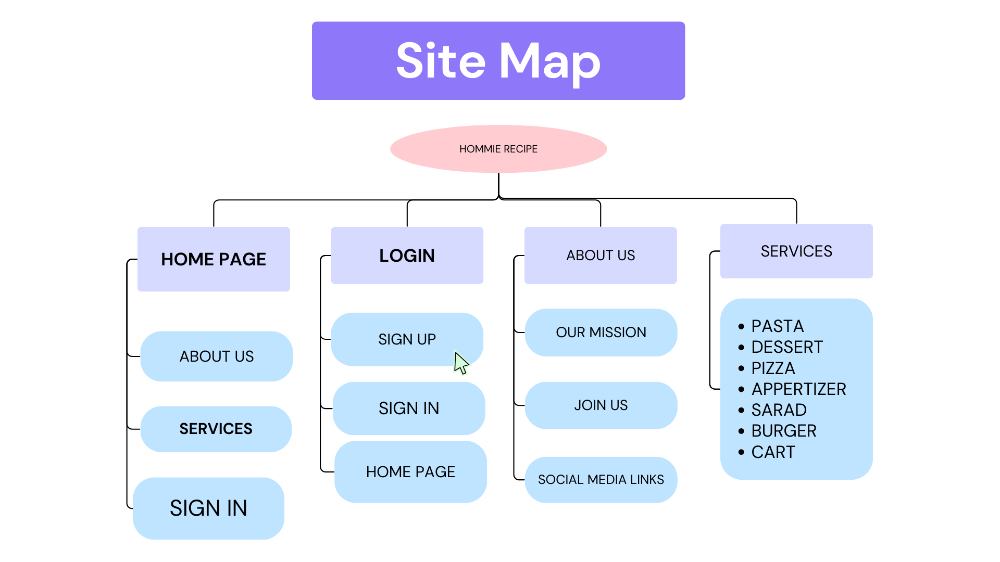 Site Map
HOMMIE RECIPE
HOME PAGE
ABOUT US
SERVICES
SIGN IN
LOGIN
SIGN UP
SIGN IN
HOME PAGE
ABOUT US
OUR MISSION
JOIN US
SOCIAL MEDIA LINKS
SERVICES
• PASTA
• DESSERT
• PIZZA
• APPERTIZER
• SARAD
• BURGER
• CART